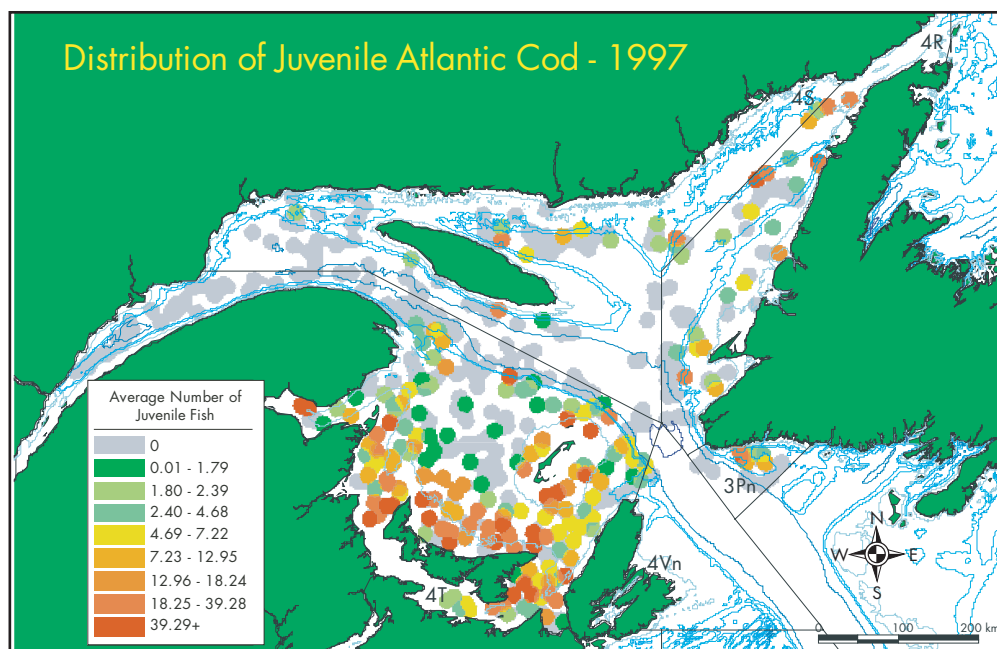 Distribution of Juvenile Atlantic Cod - 1997
4R
4S
Average Number of
Juvenile Fish
0
0.01 - 1.79
1.80 - 2.39
2.40 - 4.68
4.69 - 7.22
7.23 - 12.95
12.96 - 18.24
18.25 - 39.28
39.29+
3Pn
4Vn
4T
N
W E
S
0 100 200 km